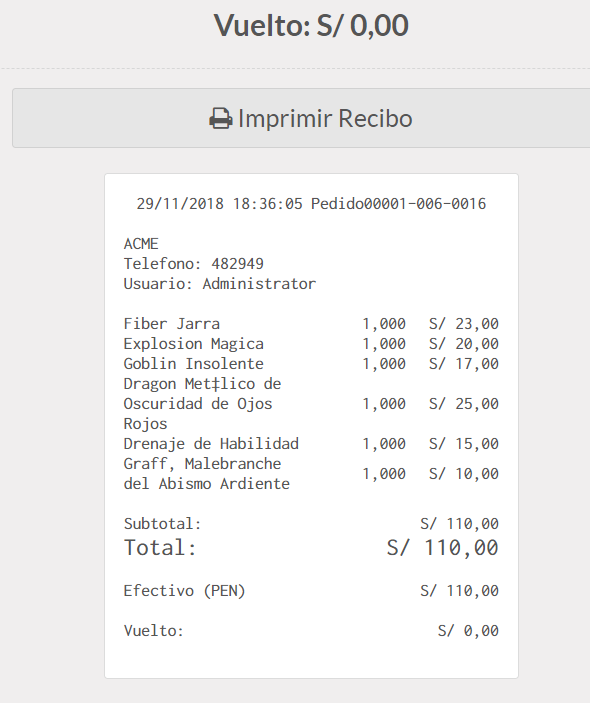 Vuelto: S/ 0,00
Imprimir Recibo
29/11/2018 18:36:05 Pedido00001-006-0016
ACME
Telefono: 482949
Usuario: Administrator
Fiber Jarra 1,000 S/ 23,00
Explosion Magica 1,000 S/ 20,00
Goblin Insolente 1,000 S/ 17,00
Dragon Met‡lico de
Oscuridad de Ojos 1,000 S/ 25,00
Rojos
Drenaje de Habilidad 1,000 S/ 15,00
Graff, Malebranche
del Abismo Ardiente 1,000 S/ 10,00
Subtotal: S/ 110,00
Total: S/ 110,00
Efectivo (PEN) S/ 110,00
Vuelto: S/ 0,00